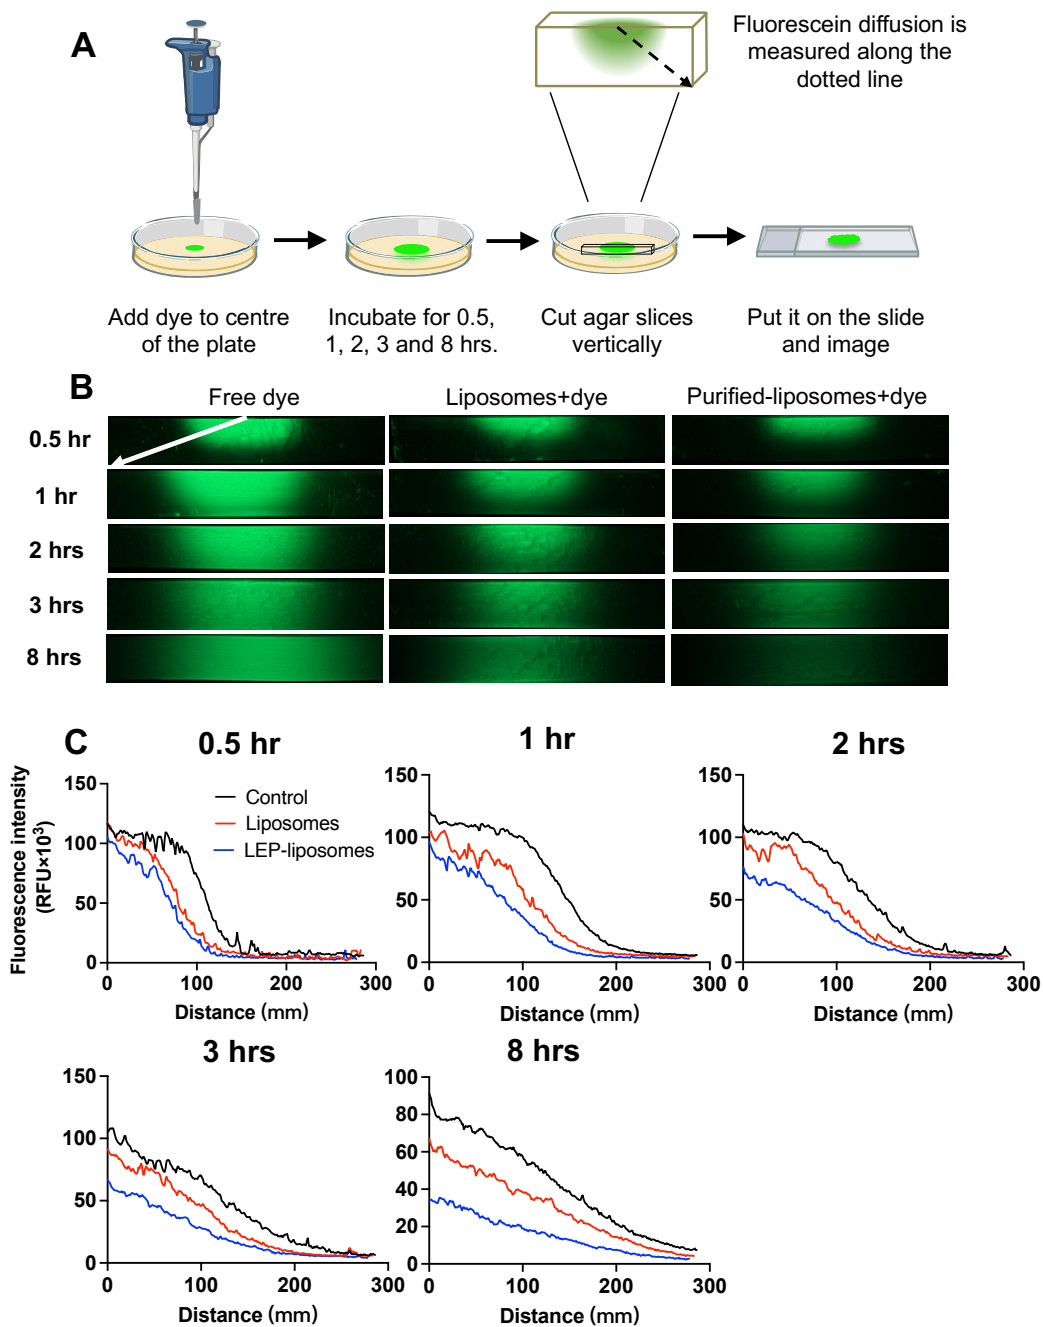 A
Fluorescein diffusion is
measured along the
dotted line
Add dye to centre
of the plate
Incubate for 0.5,
1, 2, 3 and 8 hrs.
Cut agar slices
vertically
Put it on the slide
and image
B
Free dye
Liposomes+dye
Purified-liposomes+dye
0.5 hr
1 hr
2 hrs
3 hrs
8 hrs
C
0.5 hr
Fluorescence intensity
(RFU×10³)
150
100
50
0
0 100 200 300
Distance (mm)
Control
Liposomes
LEP-liposomes
1 hr
150
100
50
0
0 100 200 300
Distance (mm)
2 hrs
150
100
50
0
0 100 200 300
Distance (mm)
3 hrs
150
100
50
0
0 100 200 300
Distance (mm)
8 hrs
100
80
60
40
20
0
0 100 200 300
Distance (mm)